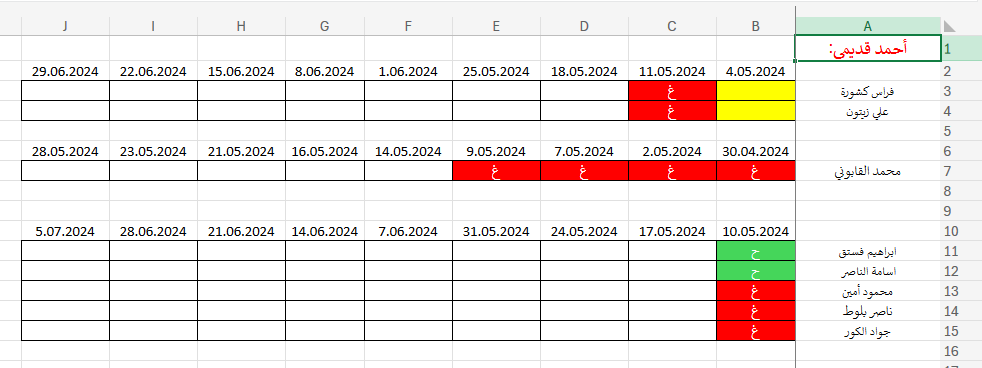 A B C D E F G H I J
1 أحمد قديمي:
2 4.05.2024 11.05.2024 18.05.2024 25.05.2024 1.06.2024 8.06.2024 15.06.2024 22.06.2024 29.06.2024
3 فراس كشورة غ
4 علي زيتون غ
5
6 30.04.2024 2.05.2024 7.05.2024 9.05.2024 14.05.2024 16.05.2024 21.05.2024 23.05.2024 28.05.2024
7 محمد القابوني غ غ غ غ
8
9
10 10.05.2024 17.05.2024 24.05.2024 31.05.2024 7.06.2024 14.06.2024 21.06.2024 28.06.2024 5.07.2024
11 ابراهيم فستق ح
12 اسامة الناصر ح
13 محمود أمين غ
14 ناصر بلوط غ
15 جواد الكور غ
16